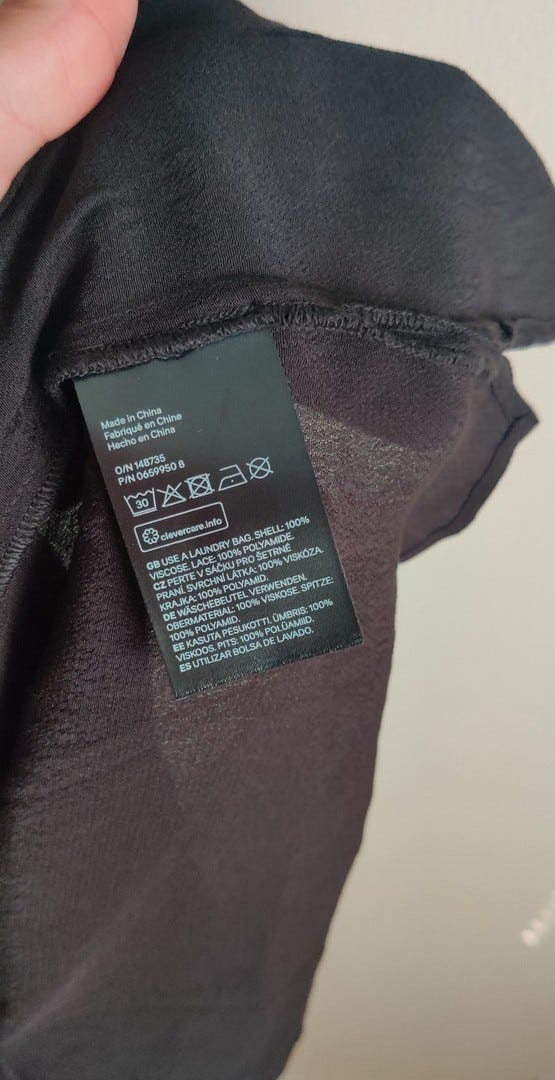 Made in China
Fabriqué en Chine
Hecho en China
O/N 148735
P/N 0659950 8
30
clevercare.info
GB USE A LAUNDRY BAG. SHELL: 100%
VISCOSE. LACE: 100% POLYAMIDE.
CZ PERTE V SÁČKU PRO ŠETRNÉ
PRANÍ. SVRCHNÍ LÁTKA: 100% VISKÓZA.
KRAJKA: 100% POLYAMID.
DE WÄSCHEBEUTEL VERWENDEN.
OBERMATERIAL: 100% VISKOSE. SPITZE:
100% POLYAMID.
EE KASUTA PESUKOTTI. ÜMBRIS: 100%
VISKOOS. PITS: 100% POLÜAMIID.
ES UTILIZAR BOLSA DE LAVADO.